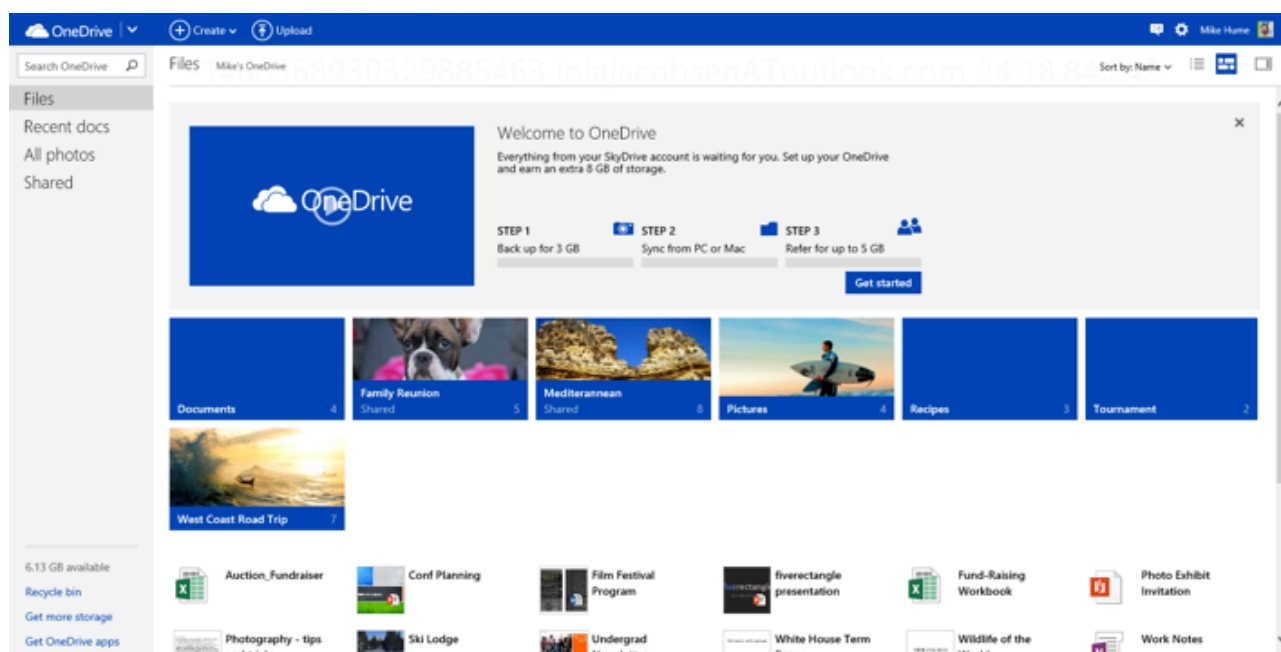 OneDrive
Create
Upload
Mike Hume
Search OneDrive
Files
Mike's OneDrive
Sort by: Name
Files
Recent docs
All photos
Shared
OneDrive
Welcome to OneDrive
Everything from your SkyDrive account is waiting for you. Set up your OneDrive
and earn an extra 8 GB of storage.
STEP 1
Back up for 3 GB
STEP 2
Sync from PC or Mac
STEP 3
Refer for up to 5 GB
Get started
Documents 4
Family Reunion
Shared 5
Mediterannean
Shared 8
Pictures 4
Recipes 3
Tournament 2
West Coast Road Trip 7
6.13 GB available
Recycle bin
Get more storage
Get OneDrive apps
Auction_Fundraiser
Conf Planning
Film Festival
Program
fiverectangle
presentation
Fund-Raising
Workbook
Photo Exhibit
Invitation
Photography - tips
Ski Lodge
Undergrad
White House Term
Wildlife of the
Work Notes